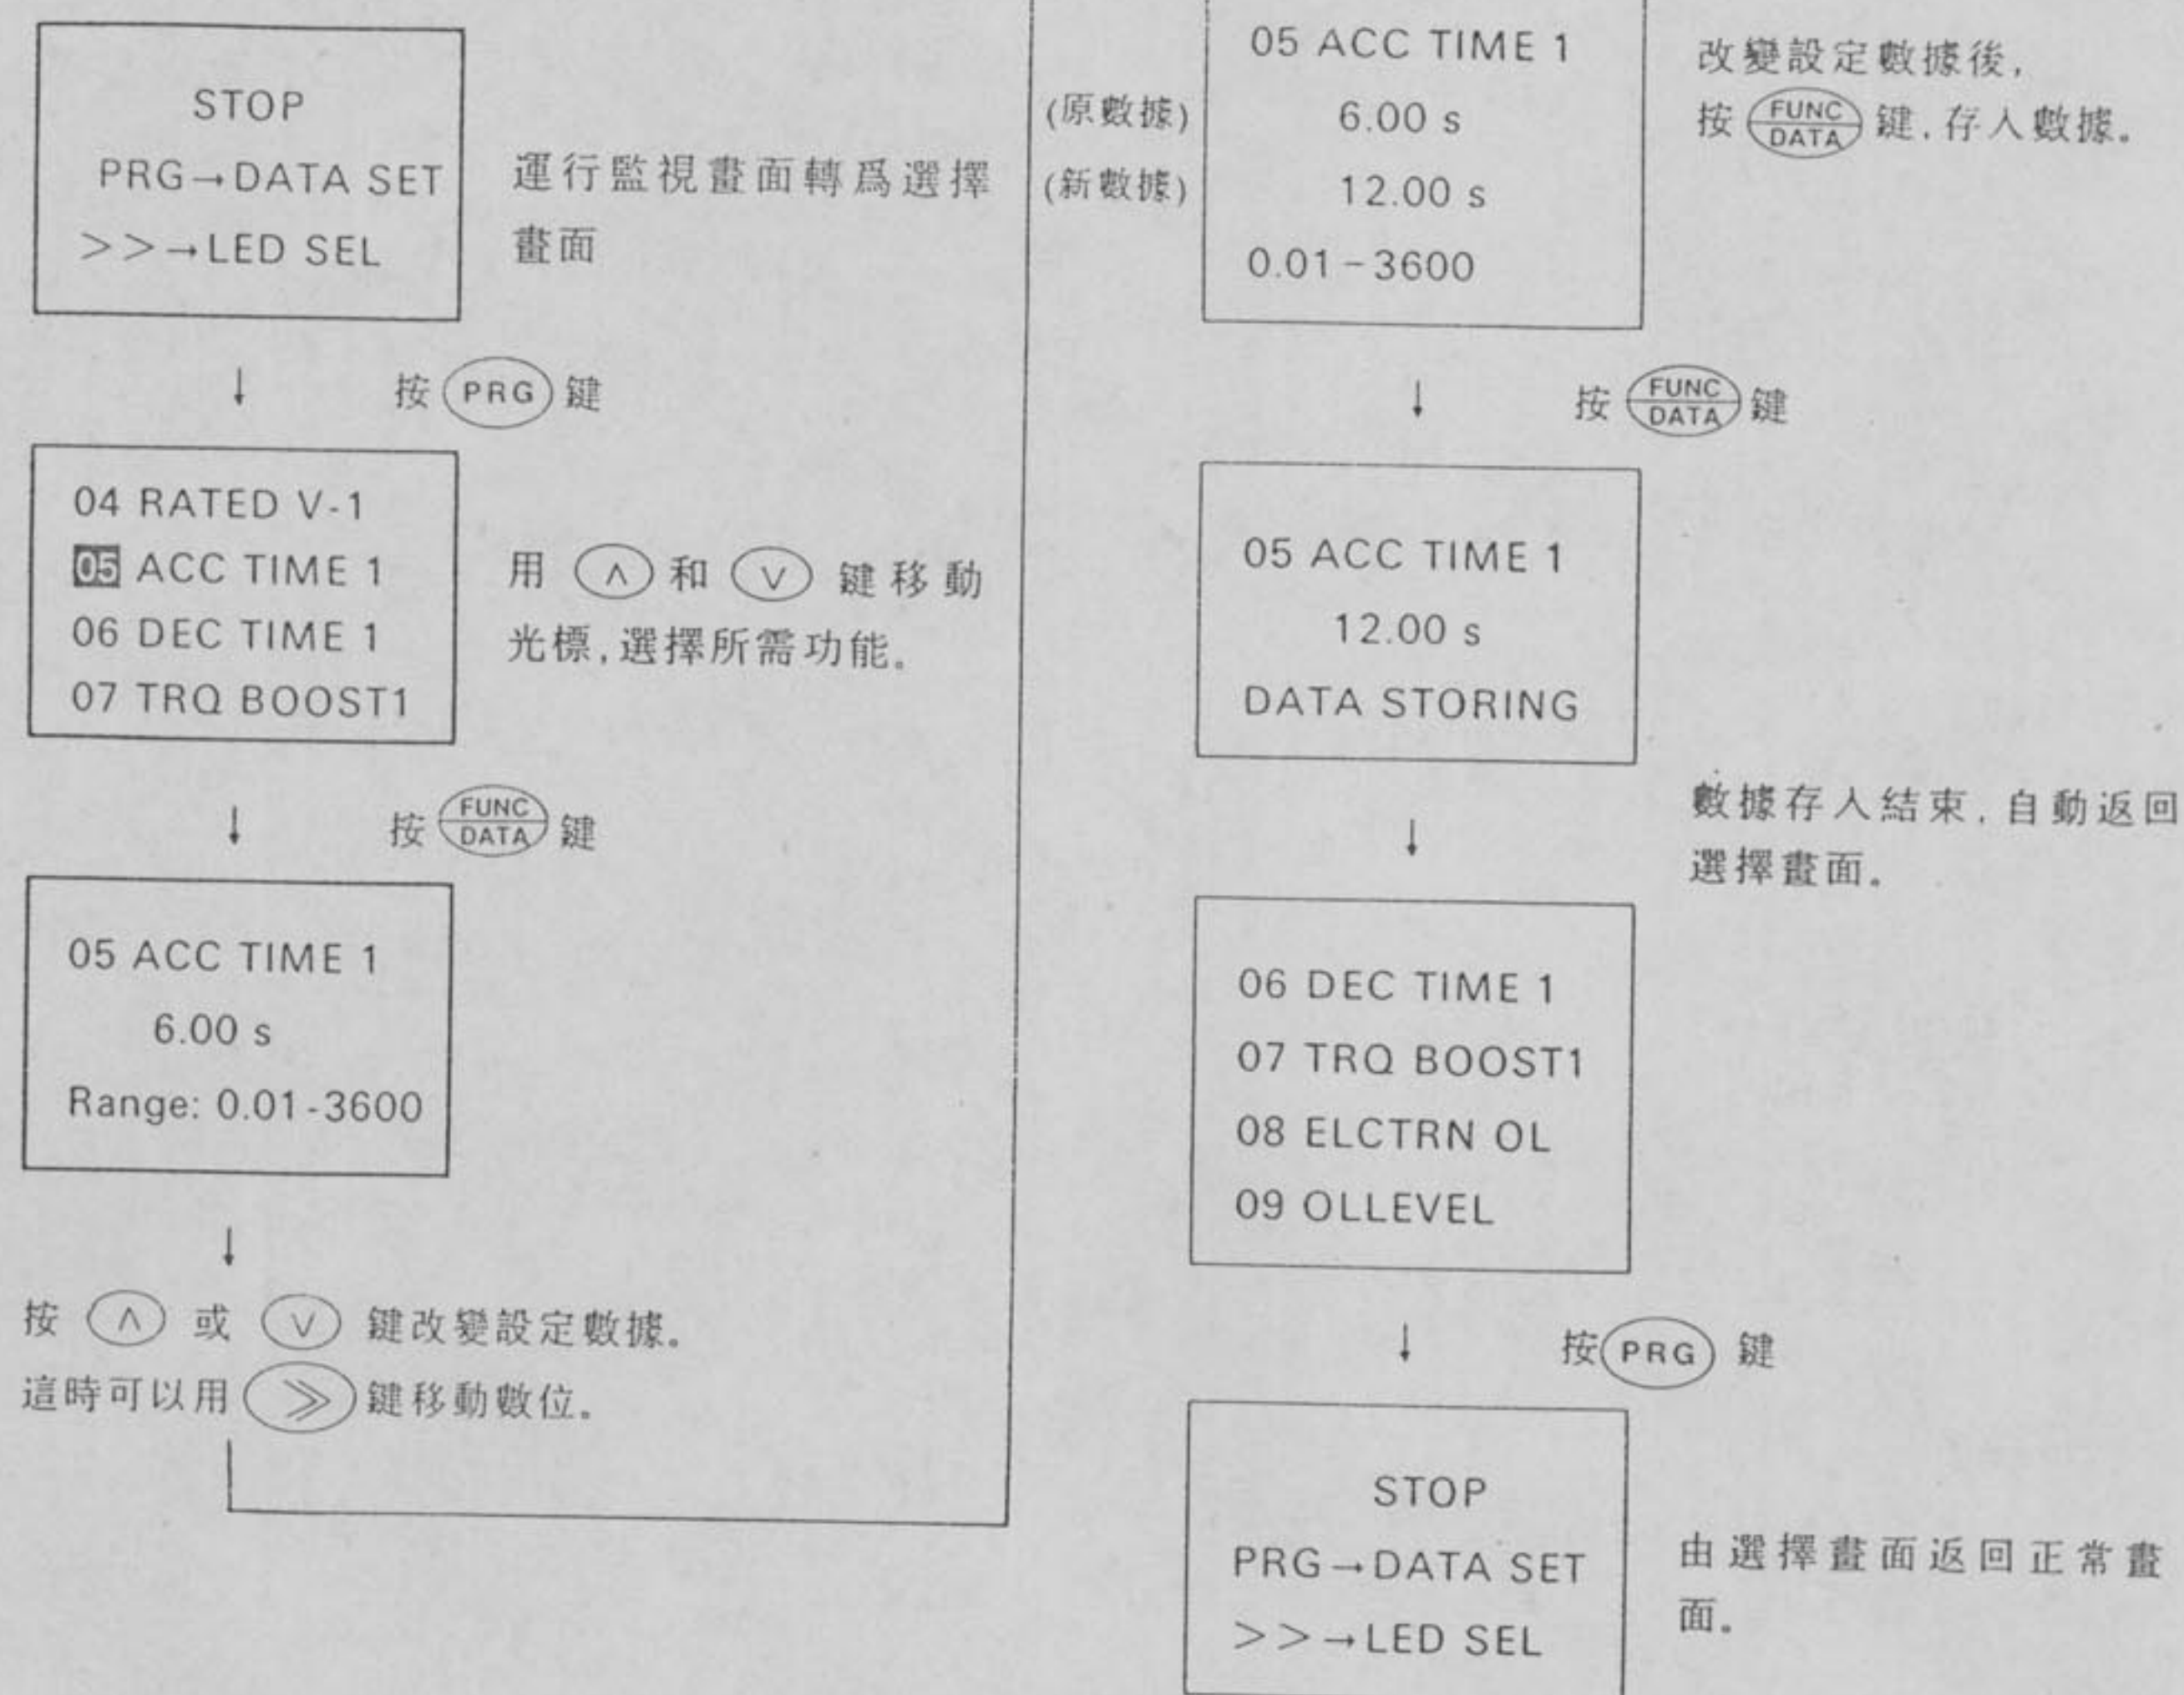 STOP
PRG→DATA SET
>>→LED SEL
運行監視畫面轉爲選擇
畫面
↓ 按 PRG 鍵
04 RATED V-1
05 ACC TIME 1
06 DEC TIME 1
07 TRQ BOOST1
用 ∧ 和 ∨ 鍵移動
光標,選擇所需功能。
↓ 按 FUNC/DATA 鍵
05 ACC TIME 1
6.00 s
Range: 0.01-3600
↓
按 ∧ 或 ∨ 鍵改變設定數據。
這時可以用 ≫ 鍵移動數位。
05 ACC TIME 1
(原數據) 6.00 s
(新數據) 12.00 s
0.01-3600
改變設定數據後,
按 FUNC/DATA 鍵,存入數據。
↓ 按 FUNC/DATA 鍵
05 ACC TIME 1
12.00 s
DATA STORING
↓
數據存入結束,自動返回
選擇畫面。
06 DEC TIME 1
07 TRQ BOOST1
08 ELCTRN OL
09 OLLEVEL
↓ 按 PRG 鍵
STOP
PRG→DATA SET
>>→LED SEL
由選擇畫面返回正常畫
面。